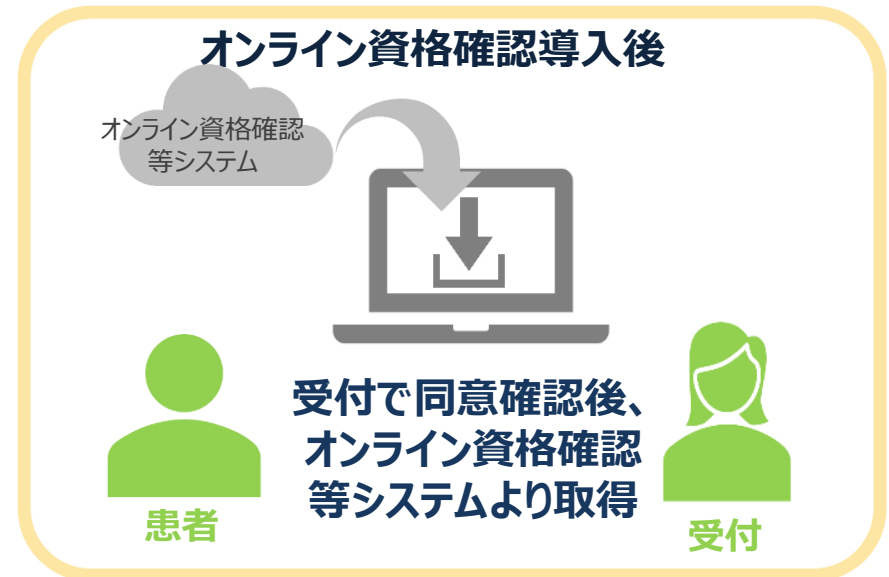 オンライン資格確認導入後
オンライン資格確認
等システム
受付で同意確認後、
オンライン資格確認
等システムより取得
患者
受付